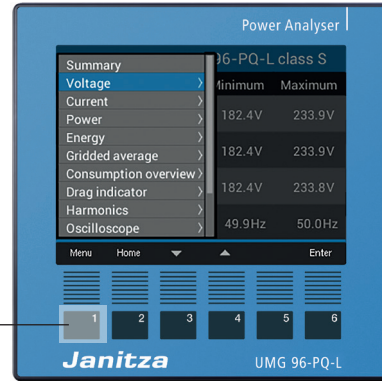 Power Analyser
96-PQ-L class S
Summary
Voltage
Minimum Maximum
Current
Power
182.4V 233.9V
Energy
Gridded average
182.4V 233.9V
Consumption overview
Drag indicator
182.4V 233.8V
Harmonics
Oscilloscope
49.9Hz 50.0Hz
Menu Home Enter
1 2 3 4 5 6
Janitza UMG 96-PQ-L